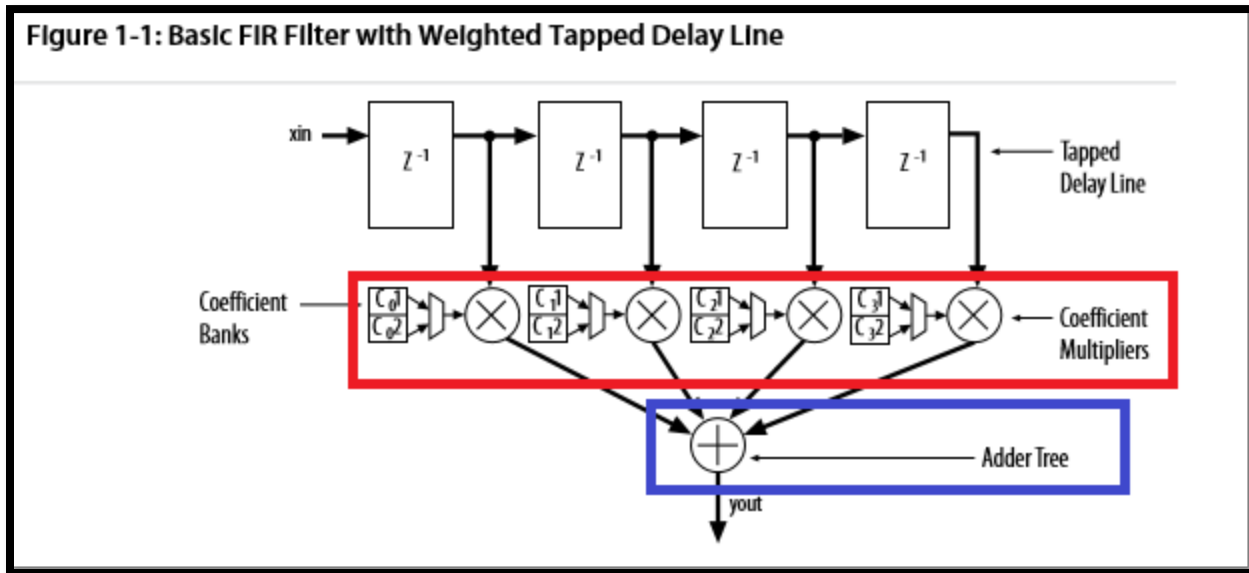 Figure 1-1: Basic FIR Filter with Weighted Tapped Delay Line
xin
Z -1
Z -1
Z -1
Z -1
Tapped
Delay Line
Coefficient
Banks
C01
C02
C11
C12
C21
C22
C31
C32
Coefficient
Multipliers
Adder Tree
yout